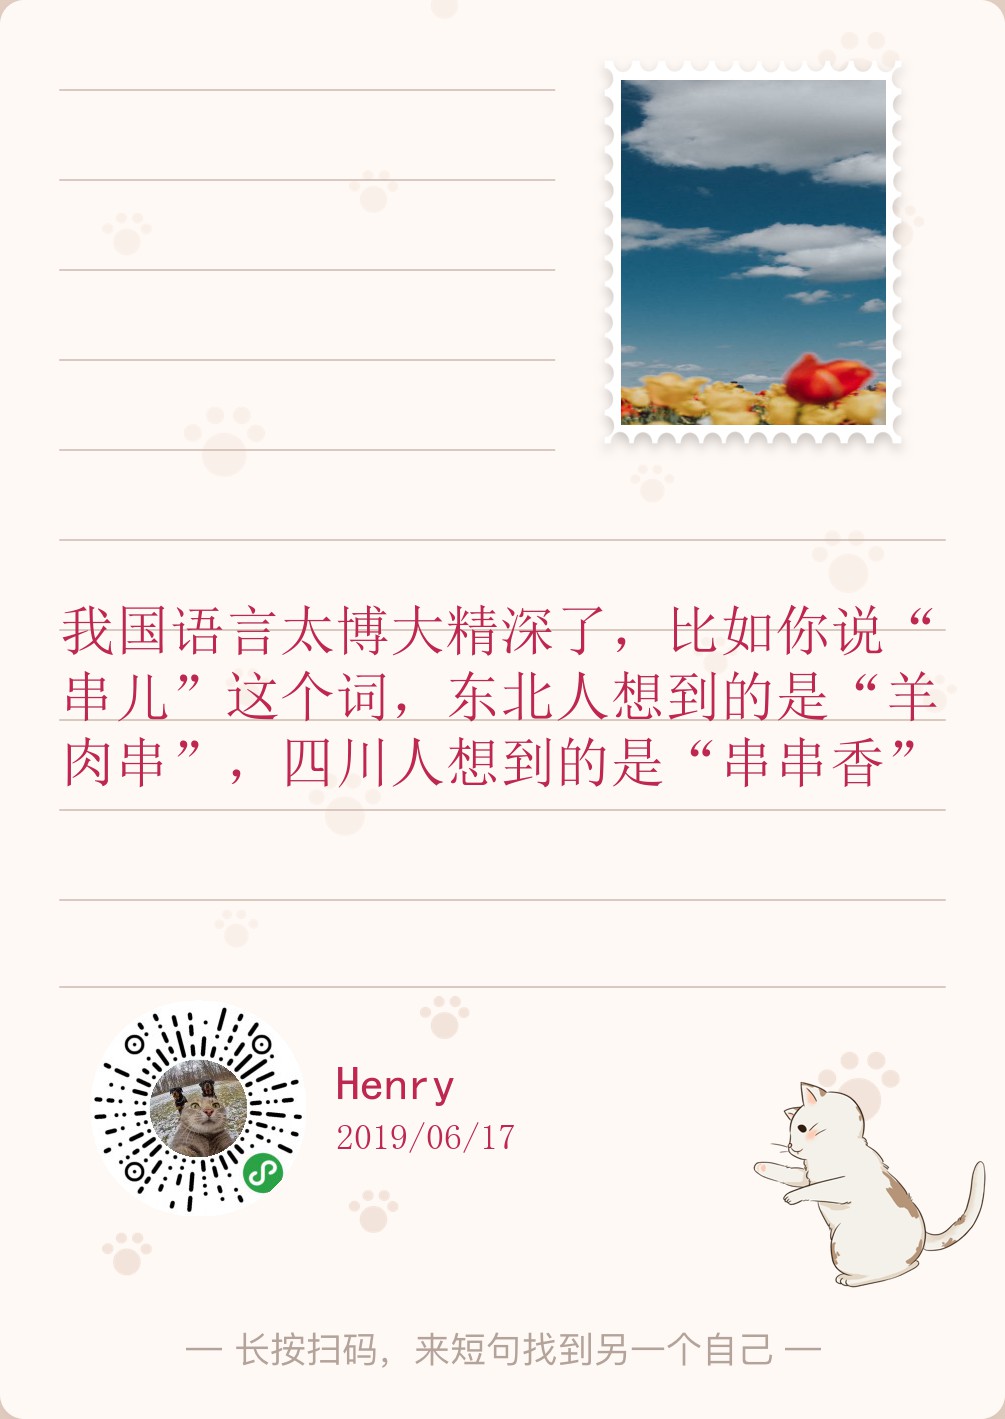 我国语言太博大精深了，比如你说“
串儿”这个词，东北人想到的是“羊
肉串”，四川人想到的是“串串香”
Henry
2019/06/17
— 长按扫码，来短句找到另一个自己 —